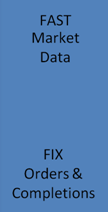 FAST
Market
Data
FIX
Orders &
Completions